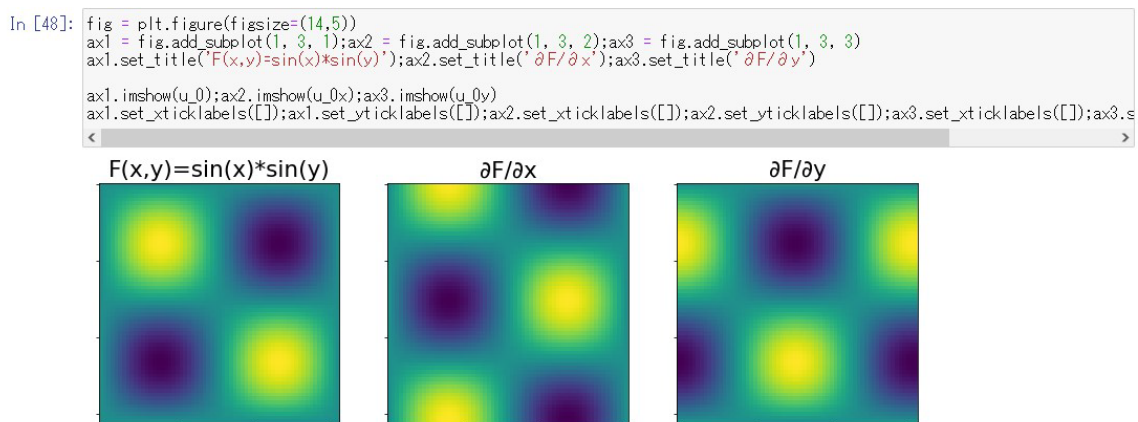 In [48]: fig = plt.figure(figsize=(14,5))
ax1 = fig.add_subplot(1, 3, 1);ax2 = fig.add_subplot(1, 3, 2);ax3 = fig.add_subplot(1, 3, 3)
ax1.set_title('F(x,y)=sin(x)*sin(y)');ax2.set_title('∂F/∂x');ax3.set_title('∂F/∂y')
ax1.imshow(u_0);ax2.imshow(u_0x);ax3.imshow(u_0y)
ax1.set_xticklabels([]);ax1.set_yticklabels([]);ax2.set_xticklabels([]);ax2.set_yticklabels([]);ax3.set_xticklabels([]);ax3.s
F(x,y)=sin(x)*sin(y) ∂F/∂x ∂F/∂y